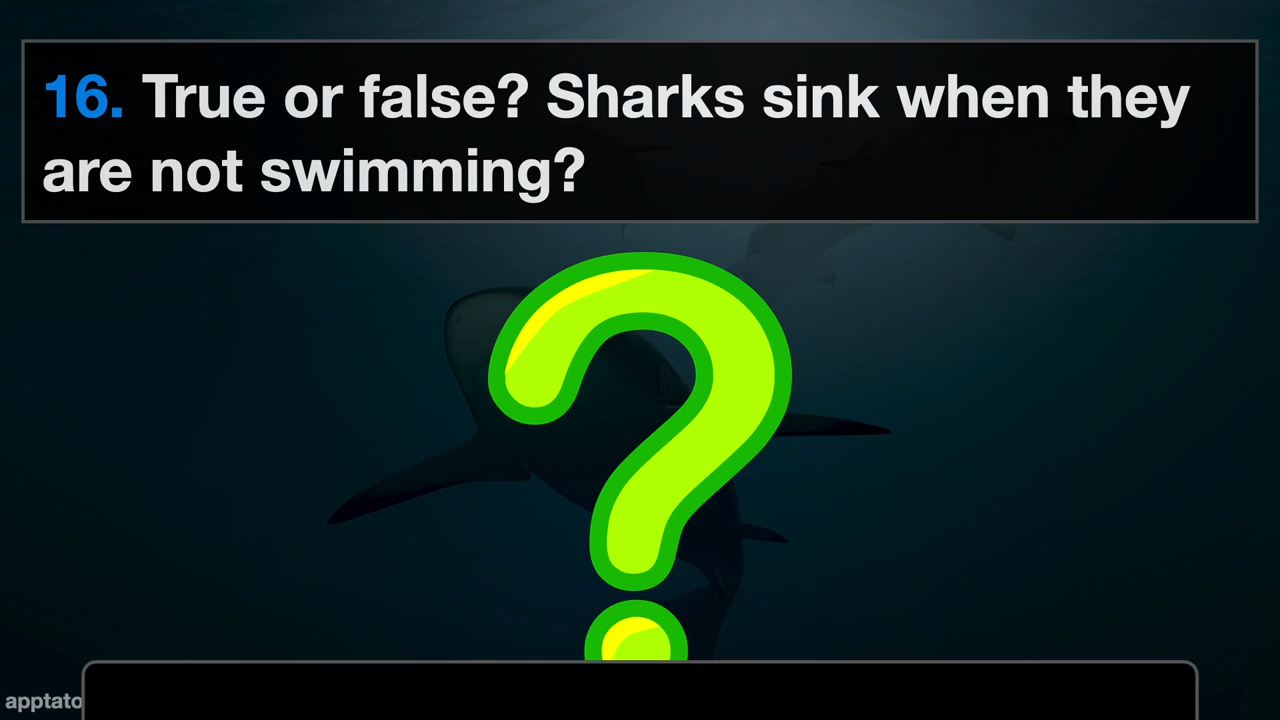 16. True or false? Sharks sink when they
are not swimming?
apptato